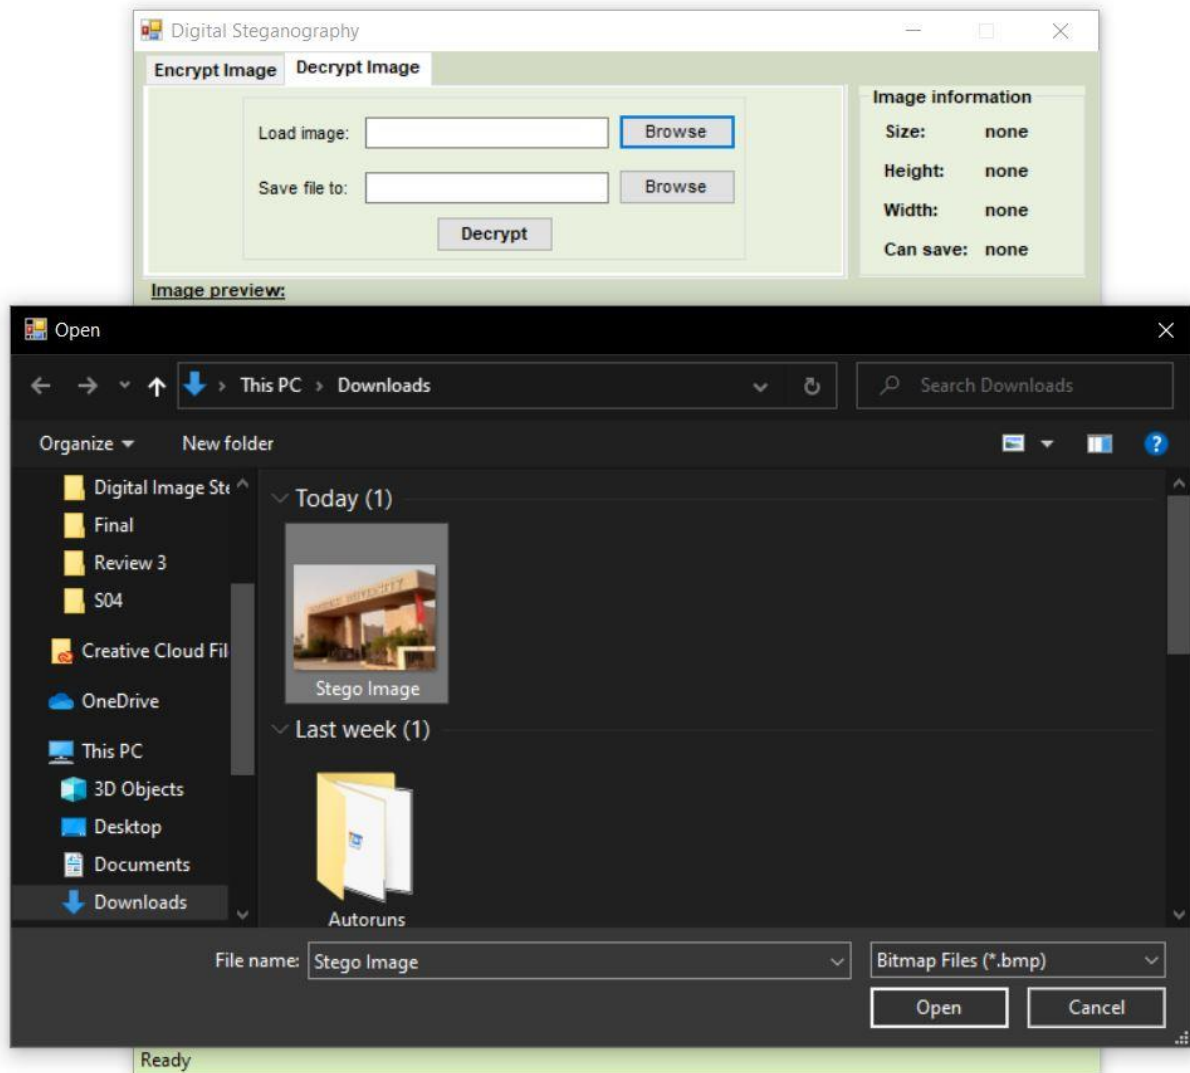 Digital Steganography
Encrypt Image Decrypt Image
Load image: Browse
Save file to: Browse
Decrypt
Image information
Size: none
Height: none
Width: none
Can save: none
Image preview:
Open
This PC Downloads
Search Downloads
Organize New folder
Digital Image Ste
Final
Review 3
S04
Creative Cloud Fil
OneDrive
This PC
3D Objects
Desktop
Documents
Downloads
Today (1)
Stego Image
Last week (1)
Autoruns
File name: Stego Image
Bitmap Files (*.bmp)
Open Cancel
Ready